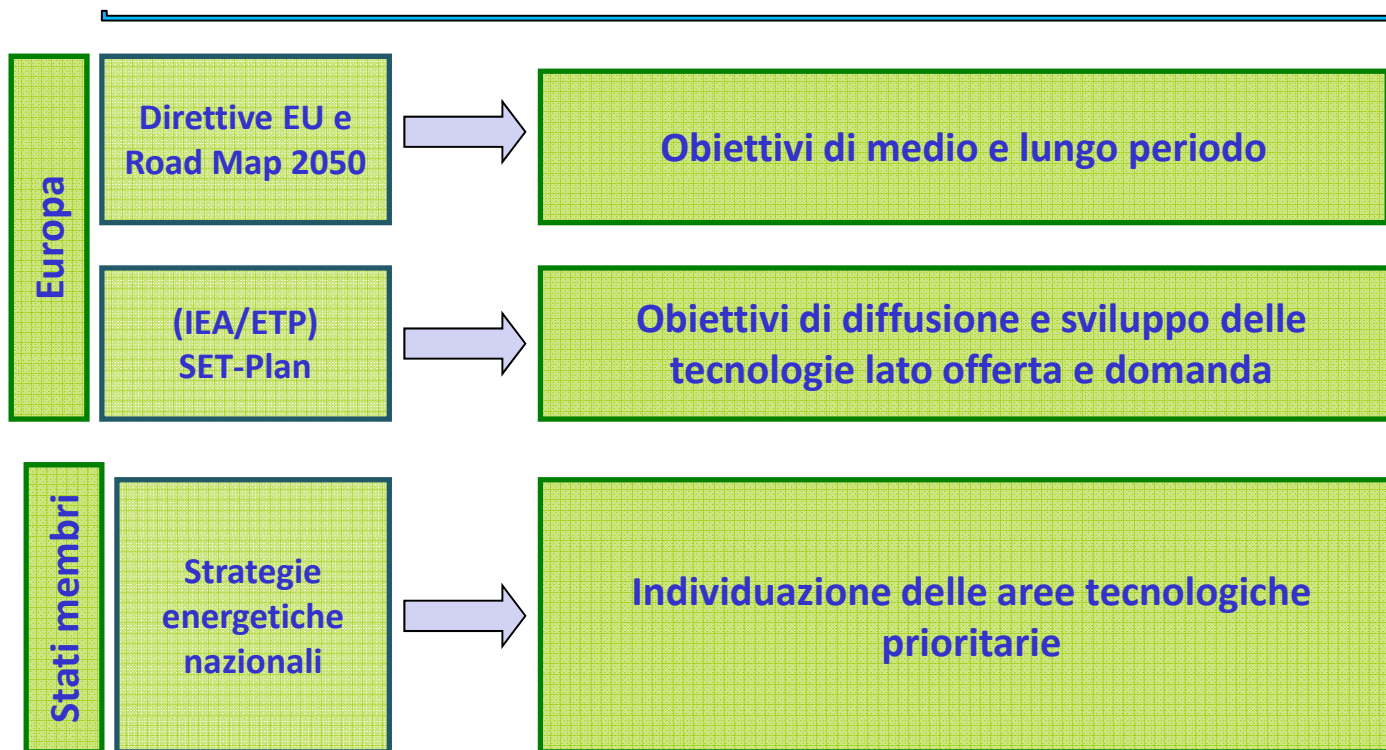 Europa
Direttive EU e
Road Map 2050
Obiettivi di medio e lungo periodo
(IEA/ETP)
SET-Plan
Obiettivi di diffusione e sviluppo delle
tecnologie lato offerta e domanda
Stati membri
Strategie
energetiche
nazionali
Individuazione delle aree tecnologiche
prioritarie